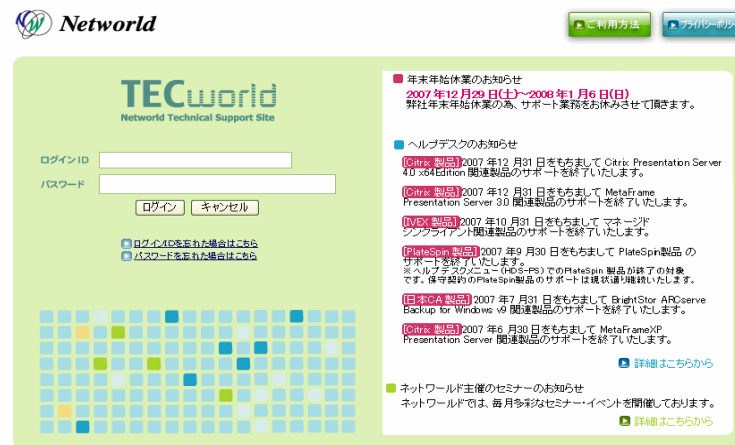 Networld
ご利用方法
プライバシーポリシー
TECworld
Networld Technical Support Site
ログインID
パスワード
ログイン キャンセル
ログインIDを忘れた場合はこちら
パスワードを忘れた場合はこちら
年末年始休業のお知らせ
2007年12月29日(土)～2008年1月6日(日)
弊社年末年始休業の為、サポート業務をお休みさせて頂きます。
ヘルプデスクのお知らせ
[Citrix 製品]2007 年12 月31 日をもちまして Citrix Presentation Server
4.0 x64Edition 関連製品のサポートを終了いたします。
[Citrix 製品]2007 年12 月31 日をもちまして MetaFrame
Presentation Server 3.0 関連製品のサポートを終了いたします。
[IVEX 製品]2007 年10 月31 日をもちまして マネージド
シンクライアント関連製品のサポートを終了いたします。
[PlateSpin 製品]2007 年9 月30 日をもちまして PlateSpin製品 の
サポートを終了いたします。
※ ヘルプデスクメニュー (HDS-PS) でのPlateSpin 製品が終了の対象
です。保守契約のPlateSpin製品のサポートは現状通り継続いたします。
[日本CA 製品]2007 年7 月31 日をもちまして BrightStor ARCserve
Backup for Windows v9 関連製品のサポートを終了いたします。
[Citrix 製品]2007 年6 月30 日をもちまして MetaFrameXP
Presentation Server 関連製品のサポートを終了いたします。
詳細はこちらから
ネットワールド主催のセミナーのお知らせ
ネットワールドでは、毎月多彩なセミナー・イベントを開催しております。
詳細はこちらから